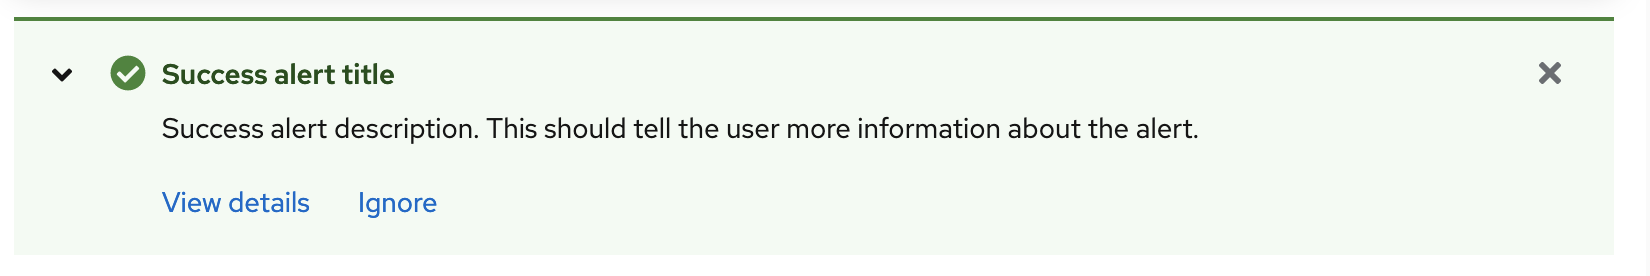 Success alert title
Success alert description. This should tell the user more information about the alert.
View details Ignore